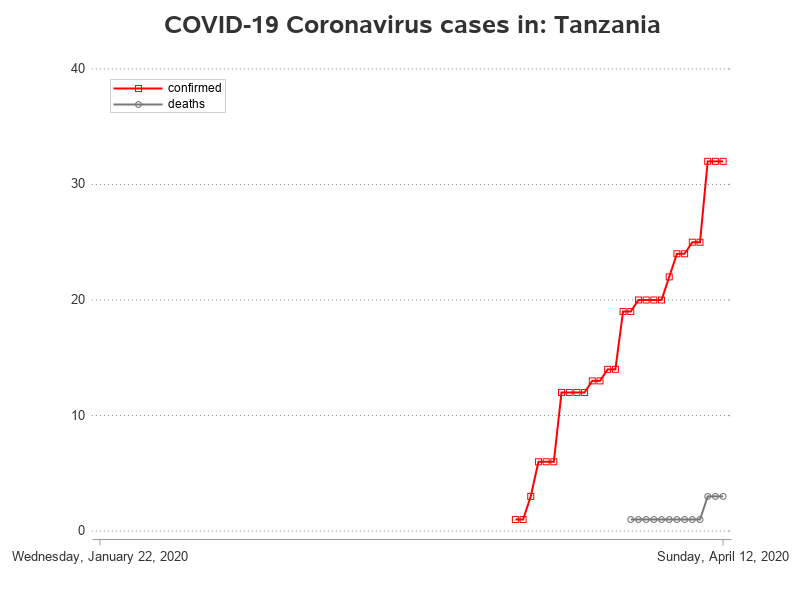 COVID-19 Coronavirus cases in: Tanzania
40
confirmed
deaths
30
20
10
0
Wednesday, January 22, 2020 Sunday, April 12, 2020